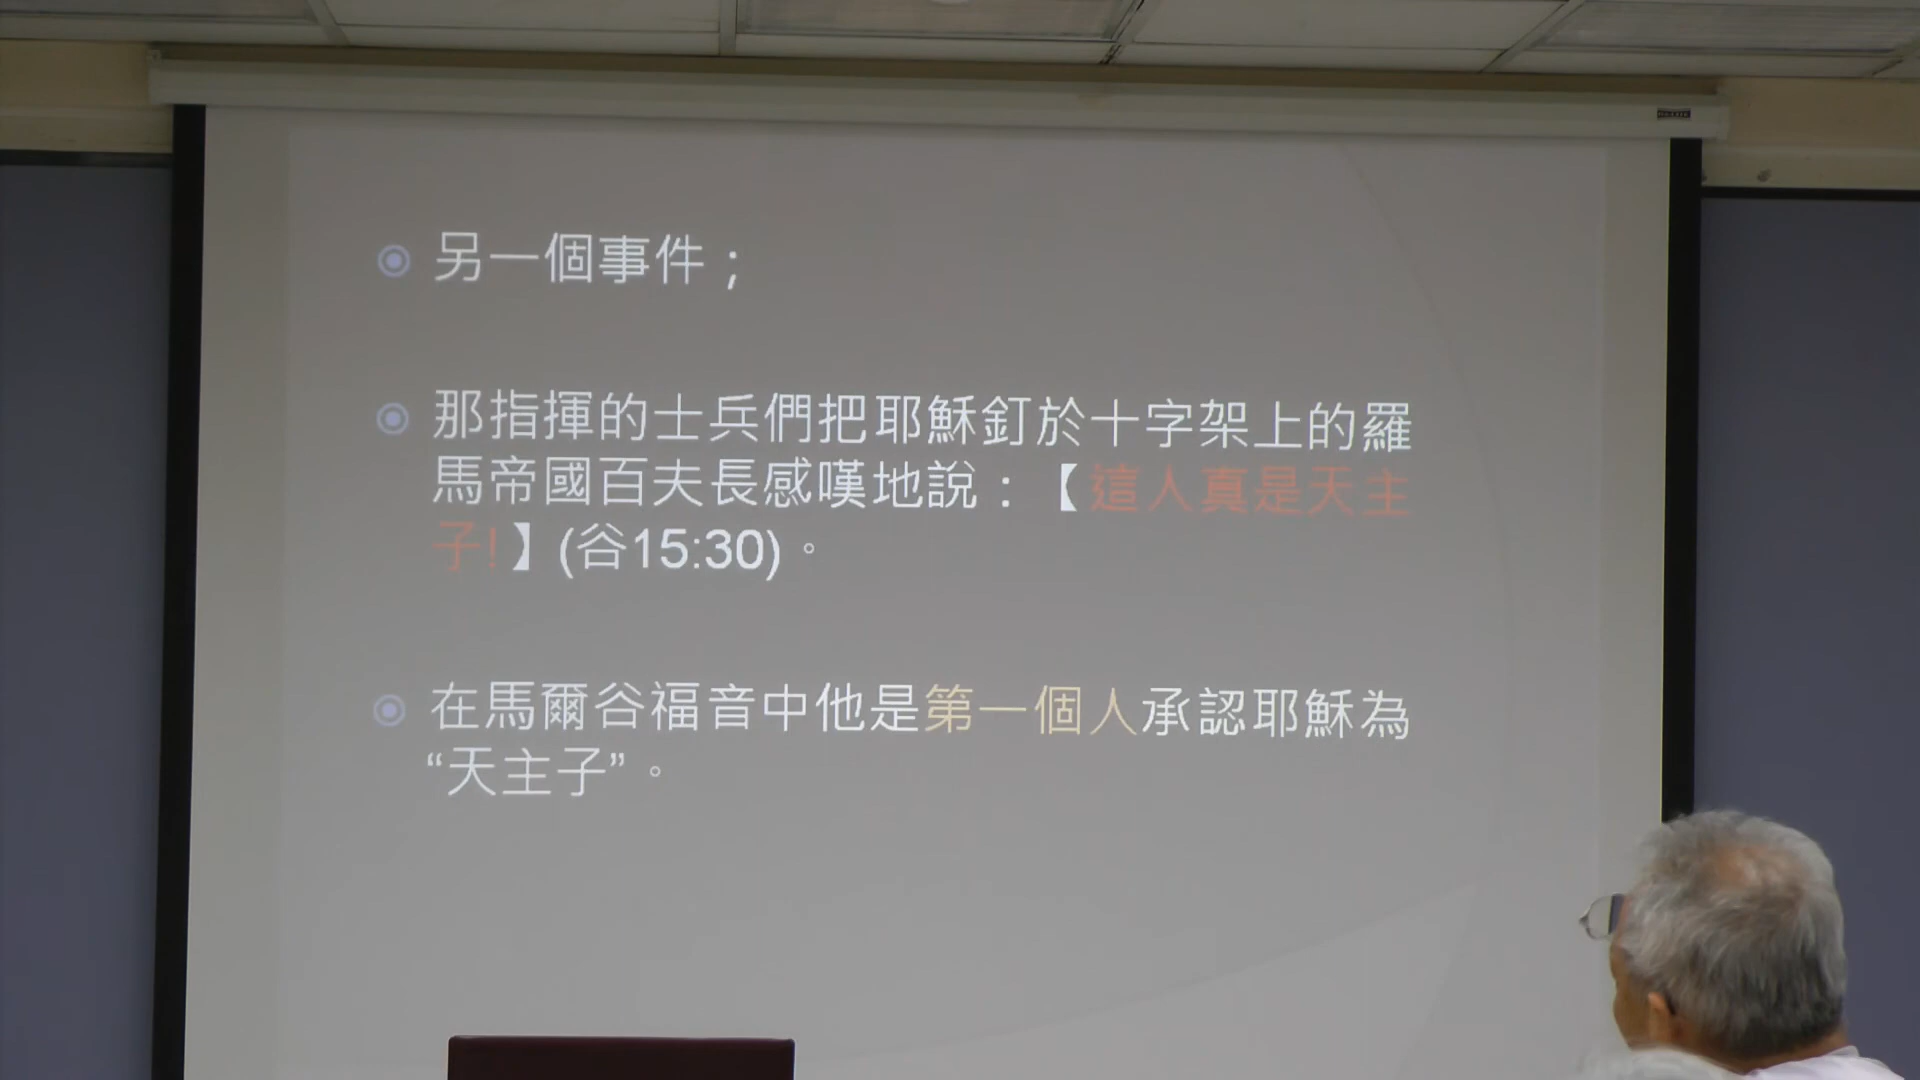 另一個事件；
那指揮的士兵們把耶穌釘於十字架上的羅
馬帝國百夫長感嘆地說：【這人真是天主
子!】(谷15:30)。
在馬爾谷福音中他是第一個人承認耶穌為
“天主子”。